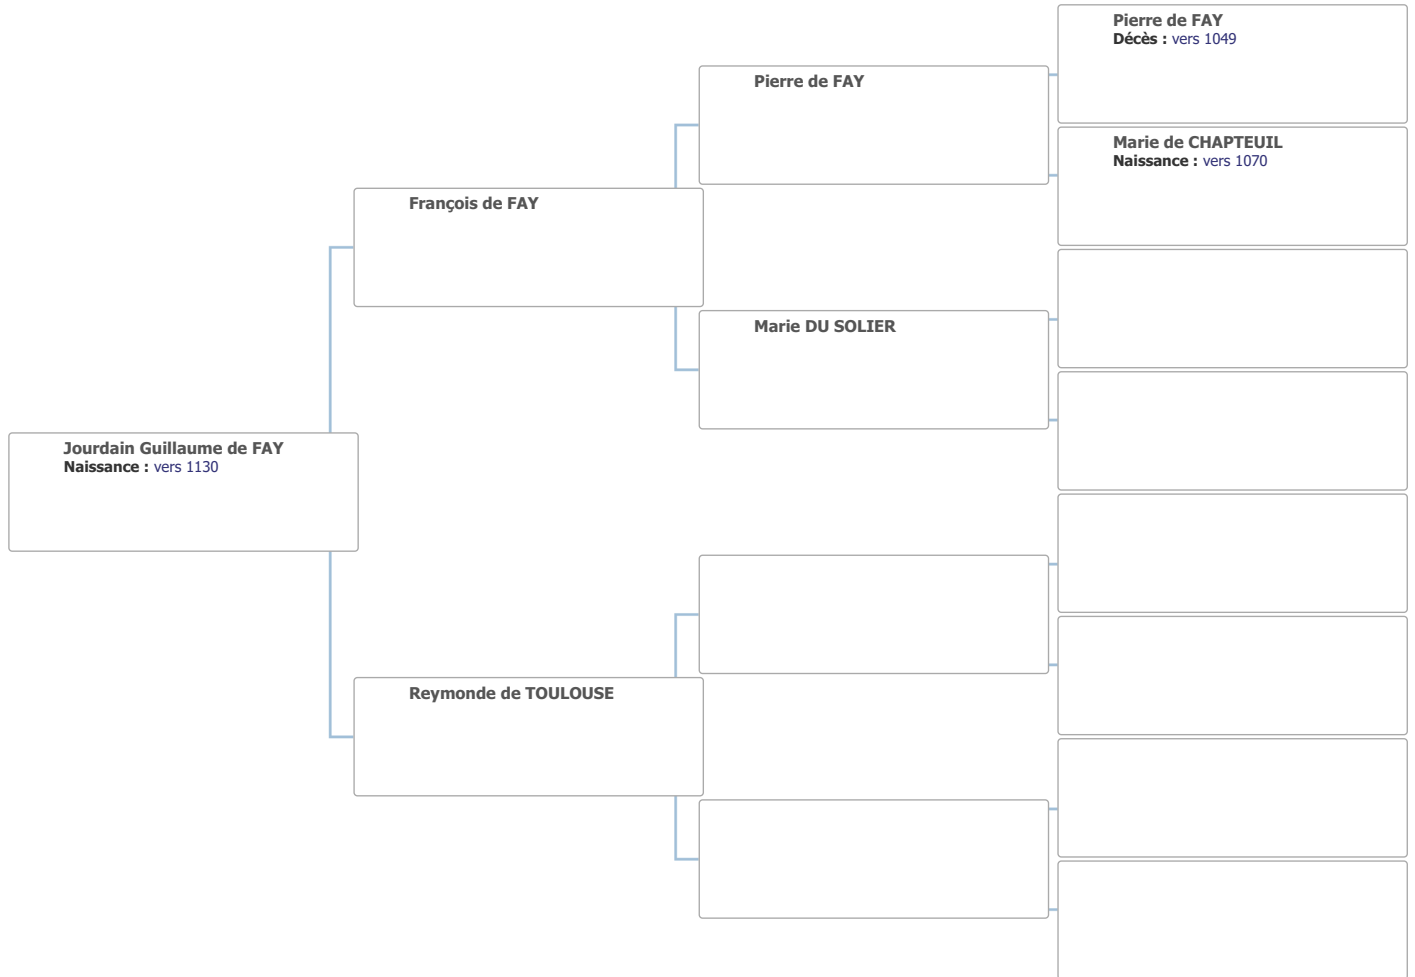 Pierre de FAY
Décès : vers 1049
Pierre de FAY
Marie de CHAPTEUIL
Naissance : vers 1070
François de FAY
Marie DU SOLIER
Jourdain Guillaume de FAY
Naissance : vers 1130
Reymonde de TOULOUSE